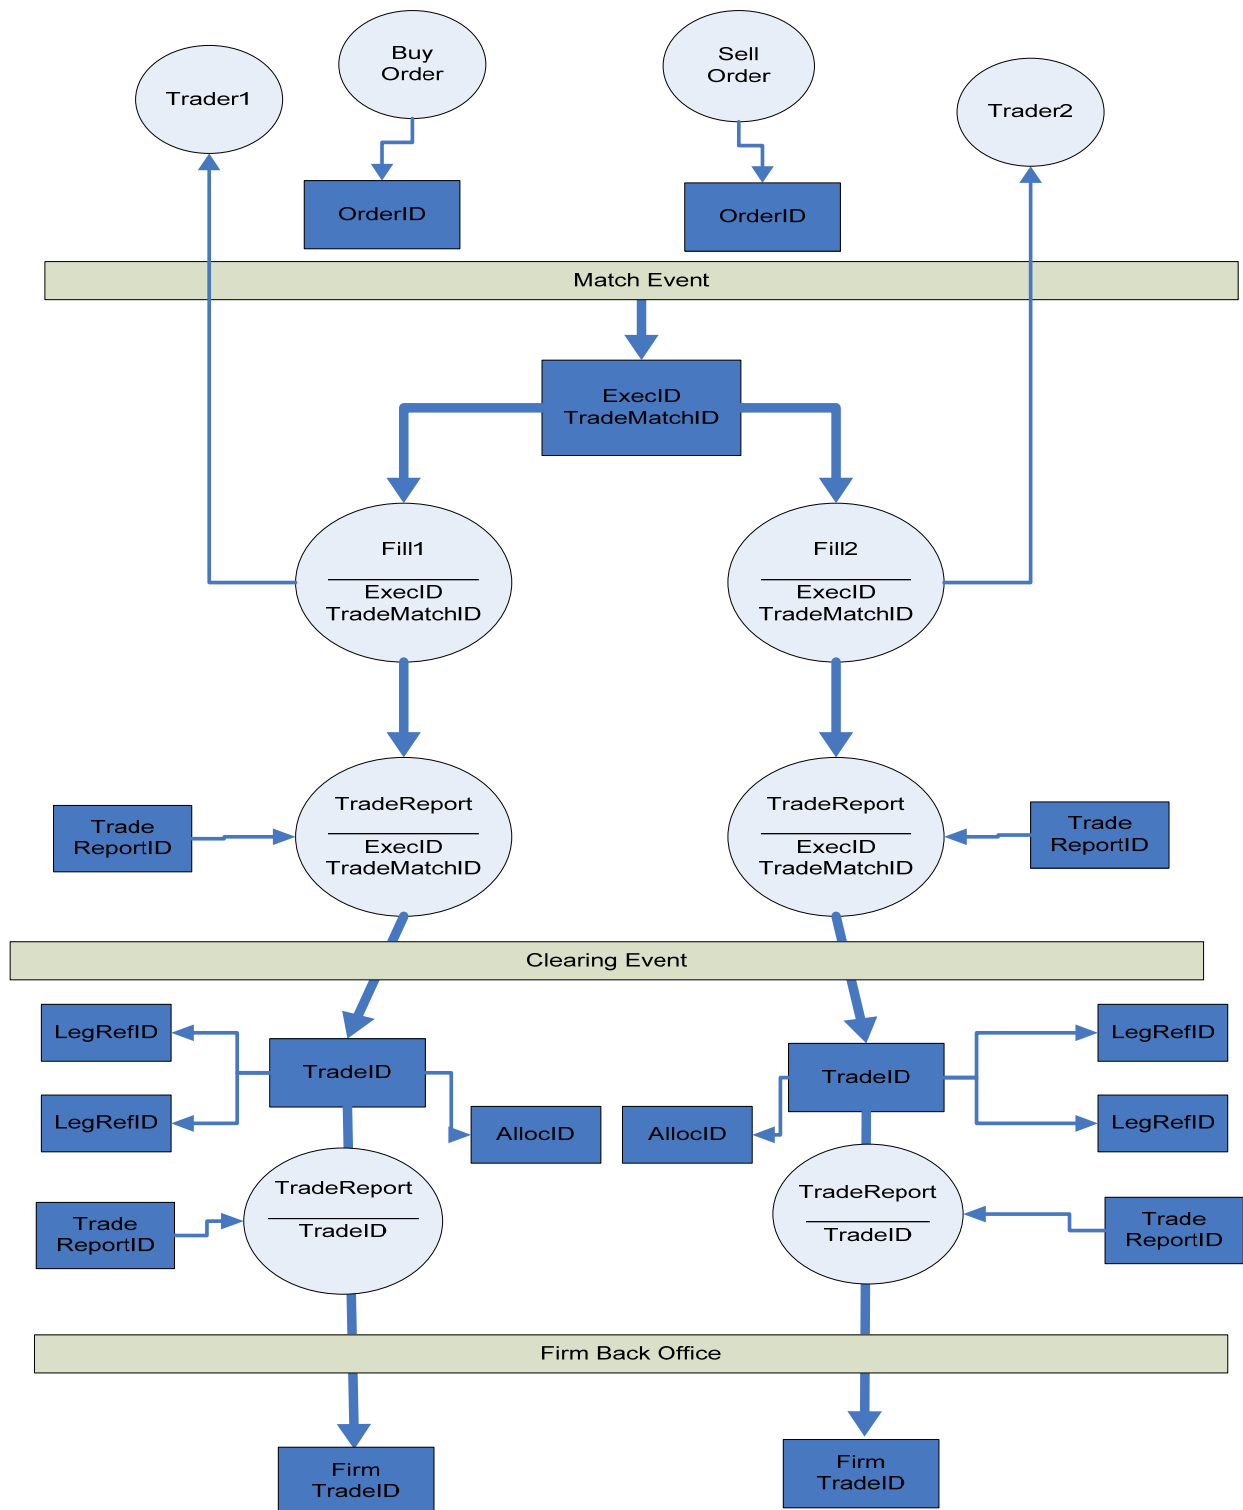 Buy
Order
Sell
Order
Trader1
Trader2
OrderID
OrderID
Match Event
ExecID
TradeMatchID
Fill1
ExecID
TradeMatchID
Fill2
ExecID
TradeMatchID
TradeReport
ExecID
TradeMatchID
TradeReport
ExecID
TradeMatchID
Trade
ReportID
Trade
ReportID
Clearing Event
LegRefID
LegRefID
TradeID
AllocID
AllocID
TradeID
LegRefID
LegRefID
Trade
ReportID
TradeReport
TradeID
TradeReport
TradeID
Trade
ReportID
Firm Back Office
Firm
TradeID
Firm
TradeID